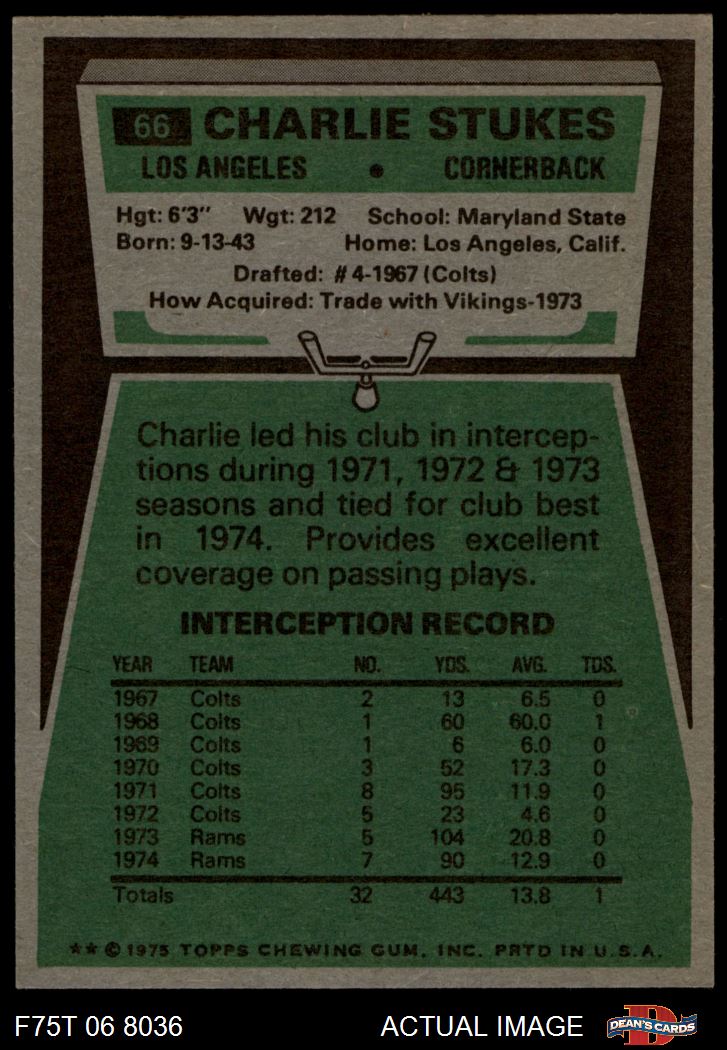 66 CHARLIE STUKES
LOS ANGELES • CORNERBACK
Hgt: 6'3" Wgt: 212 School: Maryland State
Born: 9-13-43 Home: Los Angeles, Calif.
Drafted: #4-1967 (Colts)
How Acquired: Trade with Vikings-1973
Charlie led his club in intercep-
tions during 1971, 1972 & 1973
seasons and tied for club best
in 1974. Provides excellent
coverage on passing plays.
INTERCEPTION RECORD
YEAR TEAM NO. YDS. AVG. TDS.
1967 Colts 2 13 6.5 0
1968 Colts 1 60 60.0 1
1969 Colts 1 6 6.0 0
1970 Colts 3 52 17.3 0
1971 Colts 8 95 11.9 0
1972 Colts 5 23 4.6 0
1973 Rams 5 104 20.8 0
1974 Rams 7 90 12.9 0
Totals 32 443 13.8 1
★★ © 1975 TOPPS CHEWING GUM, INC. PRTD IN U.S.A.
F75T 06 8036 ACTUAL IMAGE DEAN'S CARDS